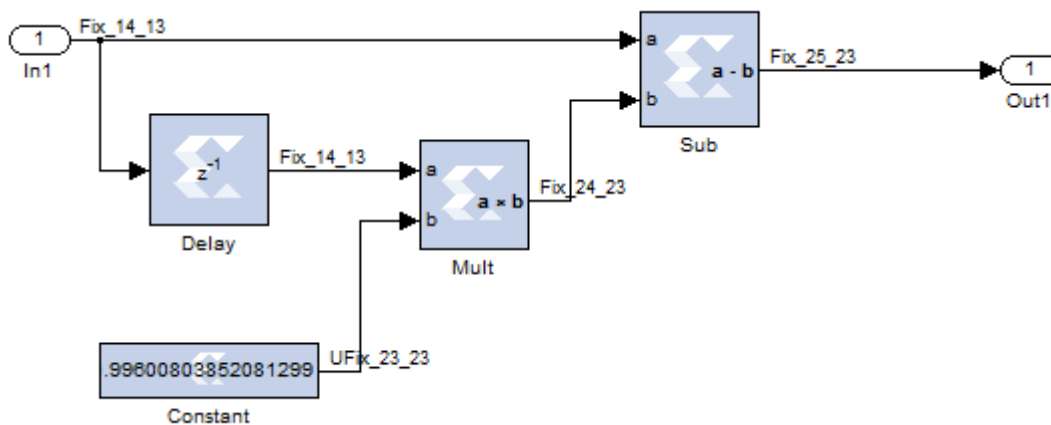 1
In1
Fix_14_13
a
b
a - b
Sub
Fix_25_23
1
Out1
z-1
Delay
Fix_14_13
a
b
a × b
Mult
Fix_24_23
.99600803852081299
Constant
UFix_23_23